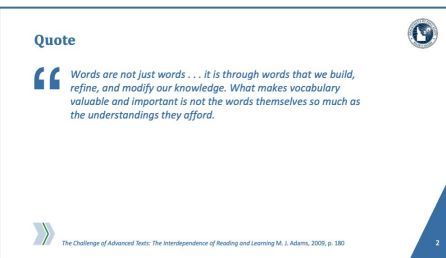 Quote
Words are not just words . . . it is through words that we build,
refine, and modify our knowledge. What makes vocabulary
valuable and important is not the words themselves so much as
the understandings they afford.
The Challenge of Advanced Texts: The Interdependence of Reading and Learning M. J. Adams, 2009, p. 180
2